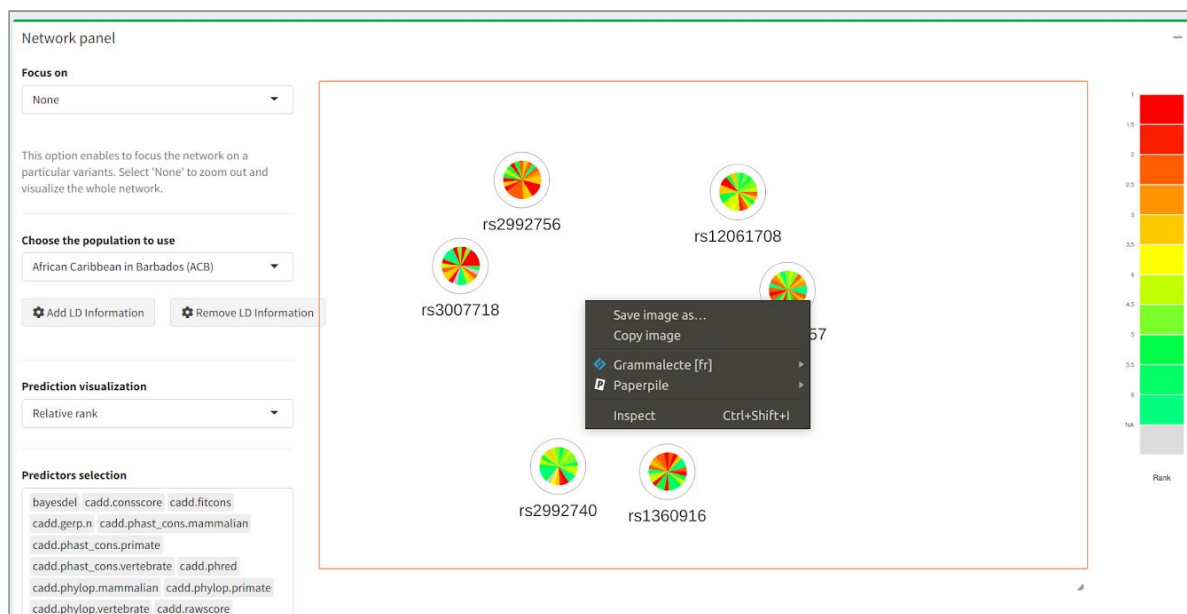 Network panel
Focus on
None
This option enables to focus the network on a
particular variants. Select 'None' to zoom out and
visualize the whole network.
Choose the population to use
African Caribbean in Barbados (ACB)
Add LD Information
Remove LD Information
Prediction visualization
Relative rank
Predictors selection
bayesdel cadd.consscore cadd.fitcons
cadd.gerp.n cadd.phast_cons.mammalian
cadd.phast_cons.primate
cadd.phast_cons.vertebrate cadd.phred
cadd.phylop.mammalian cadd.phylop.primate
cadd.phylop.vertebrate cadd.rawscore
rs2992756
rs12061708
rs3007718
57
Save image as...
Copy image
Grammalecte [fr]
Paperpile
Inspect Ctrl+Shift+I
rs2992740
rs1360916
1
1.5
2
2.5
3
3.5
4
4.5
5
5.5
6
NA
Rank